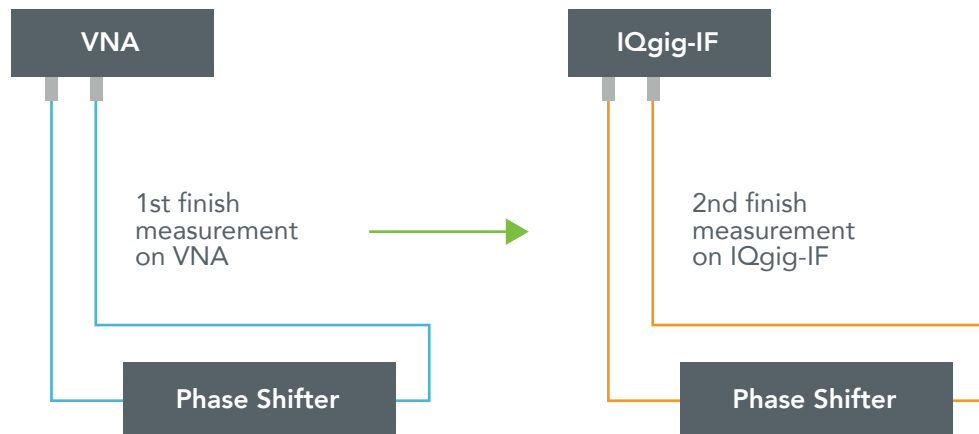 VNA
IQgig-IF
1st finish
measurement
on VNA
2nd finish
measurement
on IQgig-IF
Phase Shifter
Phase Shifter